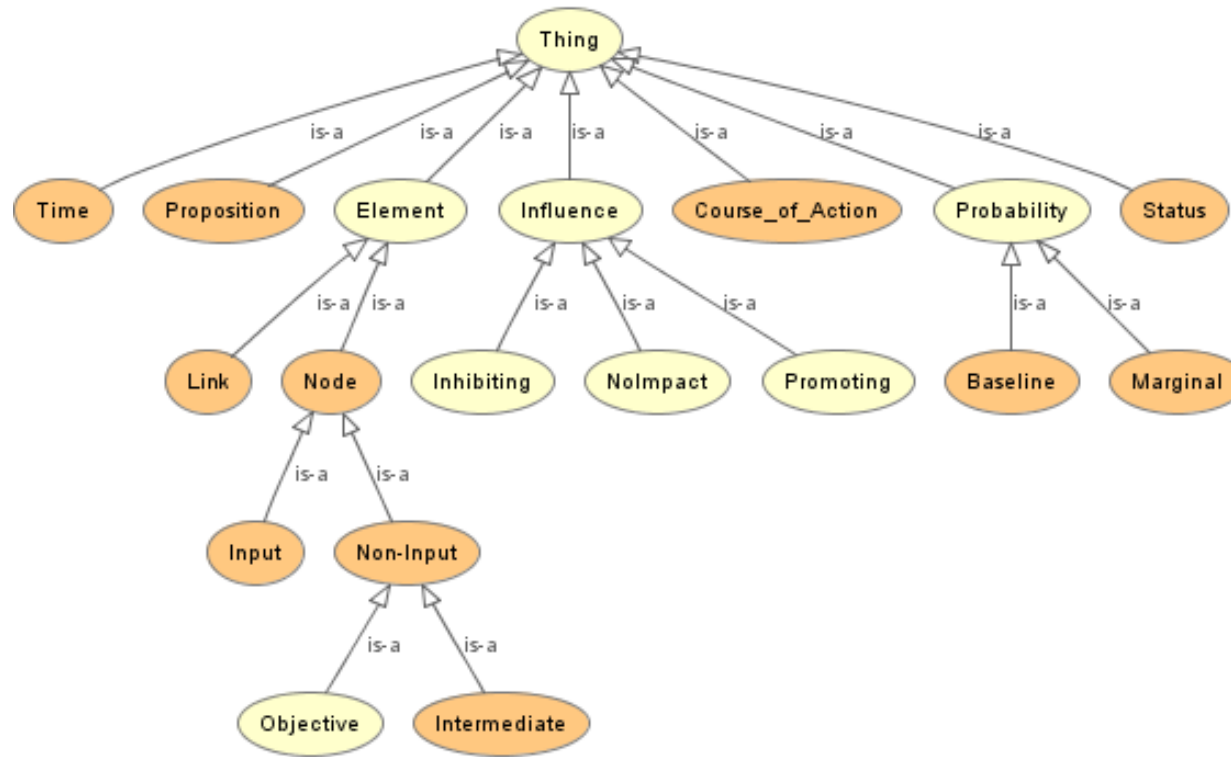 Thing
is-a is-a is-a is-a is-a is-a is-a
Time Proposition Element Influence Course_of_Action Probability Status
is-a is-a is-a is-a is-a is-a is-a
Link Node Inhibiting NoImpact Promoting Baseline Marginal
is-a is-a
Input Non-Input
is-a is-a
Objective Intermediate